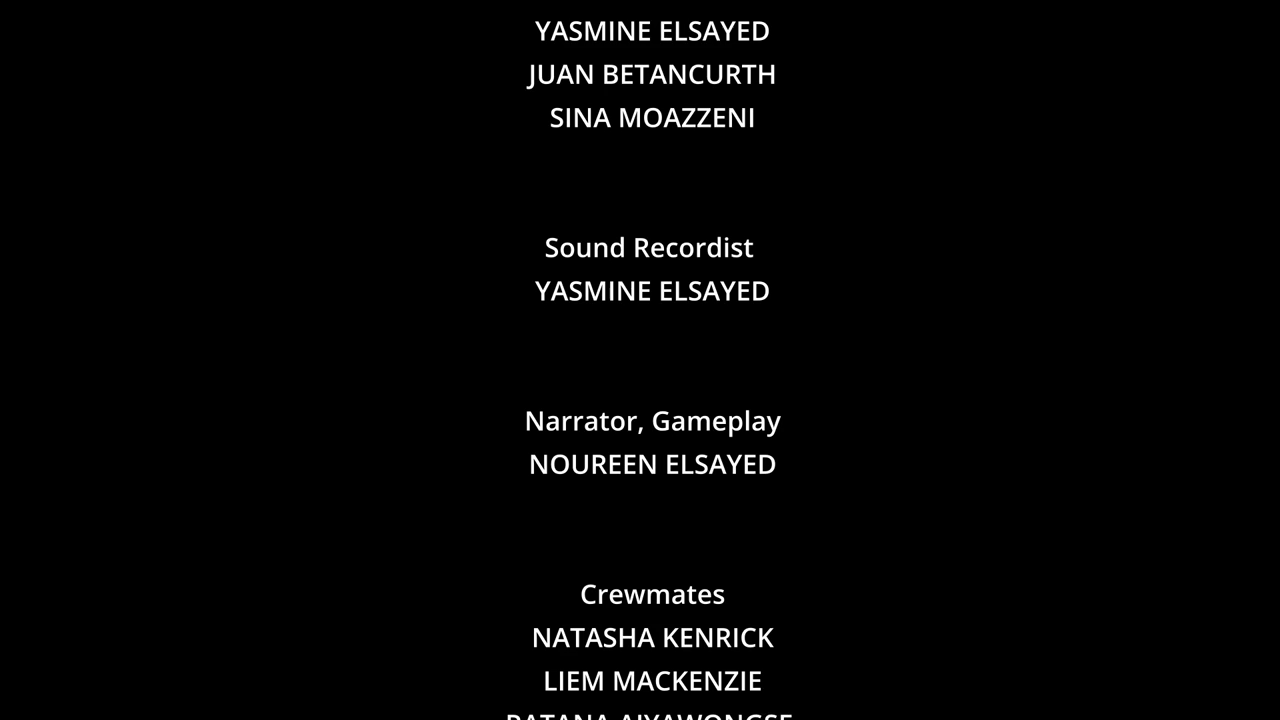 YASMINE ELSAYED
JUAN BETANCURTH
SINA MOAZZENI
Sound Recordist
YASMINE ELSAYED
Narrator, Gameplay
NOUREEN ELSAYED
Crewmates
NATASHA KENRICK
LIEM MACKENZIE